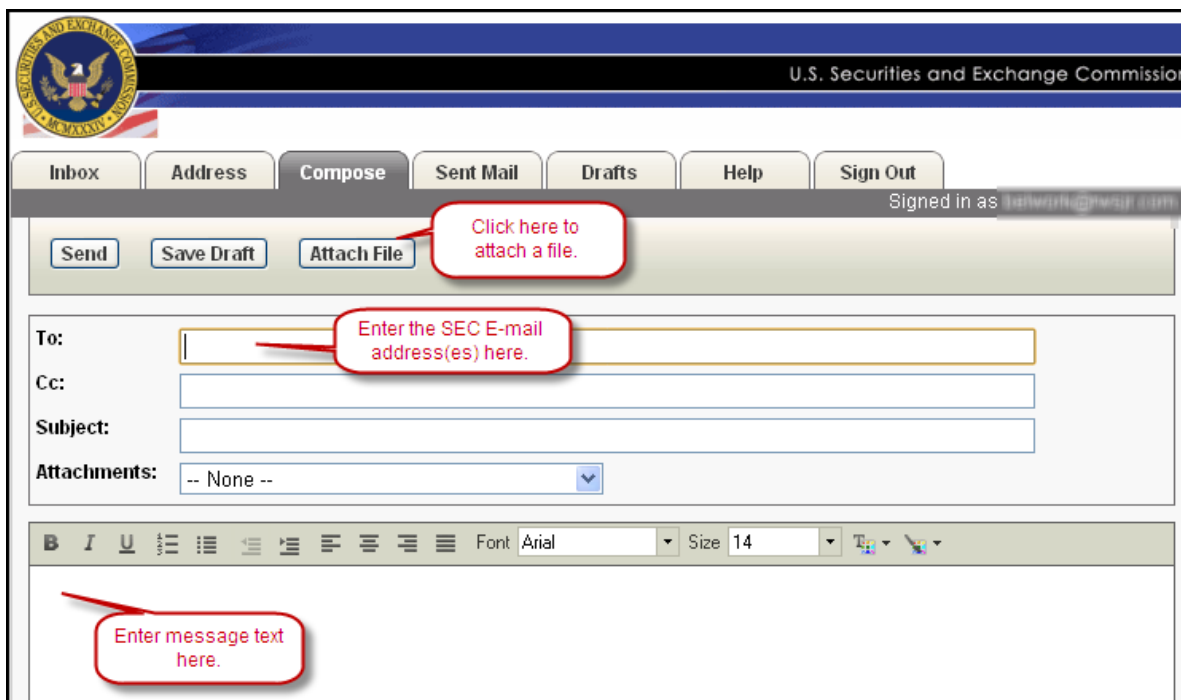 U.S. SECURITIES AND EXCHANGE COMMISSION
MCMXXXIV
U.S. Securities and Exchange Commission
Inbox Address Compose Sent Mail Drafts Help Sign Out
Signed in as
Send Save Draft Attach File
Click here to
attach a file.
To:
Enter the SEC E-mail
address(es) here.
Cc:
Subject:
Attachments: -- None --
B I U Font Arial Size 14
Enter message text
here.